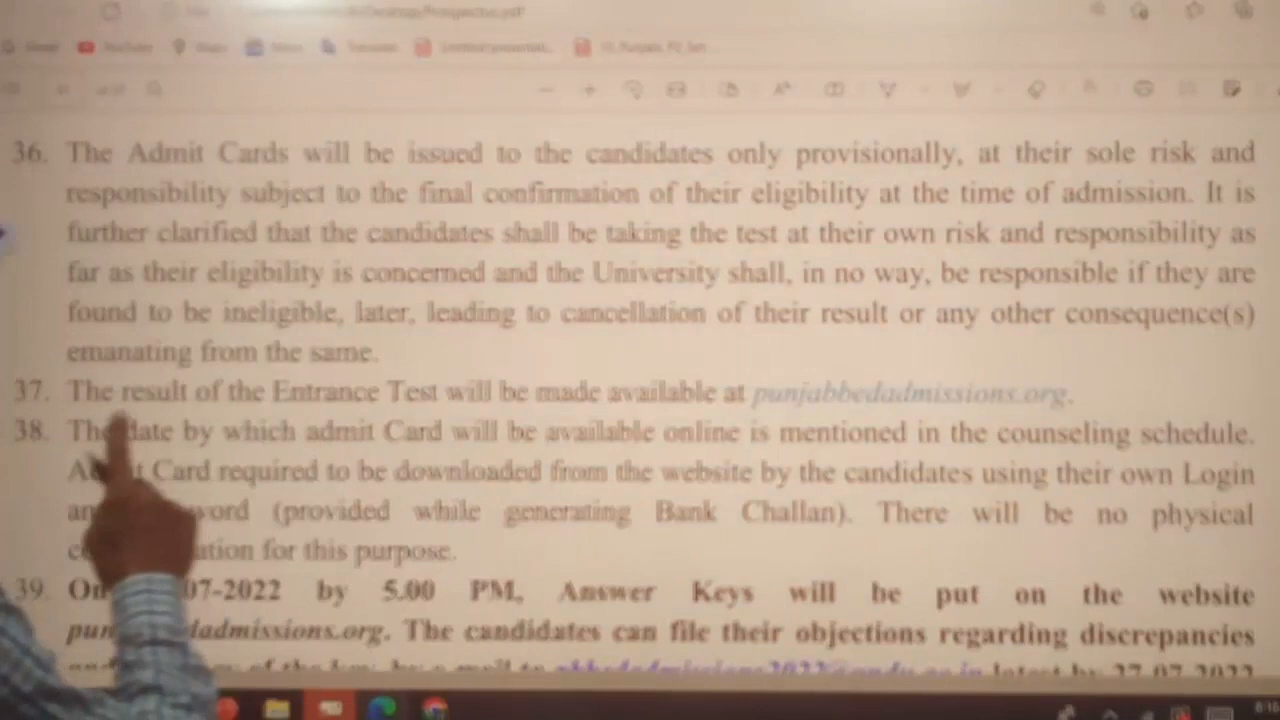 Prospectus.pdf
YouTube
36. The Admit Cards will be issued to the candidates only provisionally, at their sole risk and
responsibility subject to the final confirmation of their eligibility at the time of admission. It is
further clarified that the candidates shall be taking the test at their own risk and responsibility as
far as their eligibility is concerned and the University shall, in no way, be responsible if they are
found to be ineligible, later, leading to cancellation of their result or any other consequence(s)
emanating from the same.
37. The result of the Entrance Test will be made available at punjabbedadmissions.org.
38. The date by which admit Card will be available online is mentioned in the counseling schedule.
Card required to be downloaded from the website by the candidates using their own Login
(provided while generating Bank Challan). There will be no physical
for this purpose.
39. On 07-2022 by 5.00 PM, Answer Keys will be put on the website
dadmissions.org. The candidates can file their objections regarding discrepancies
latest by 27.07.2022